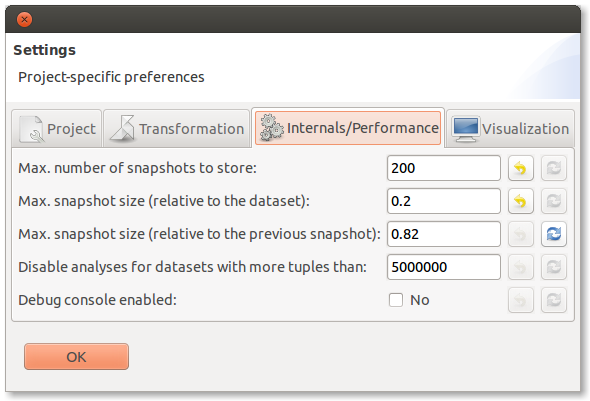 Settings
Project-specific preferences
Project Transformation Internals/Performance Visualization
Max. number of snapshots to store: 200
Max. snapshot size (relative to the dataset): 0.2
Max. snapshot size (relative to the previous snapshot): 0.82
Disable analyses for datasets with more tuples than: 5000000
Debug console enabled: No
OK